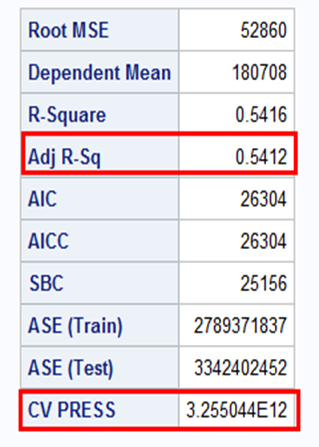 Root MSE 52860
Dependent Mean 180708
R-Square 0.5416
Adj R-Sq 0.5412
AIC 26304
AICC 26304
SBC 25156
ASE (Train) 2789371837
ASE (Test) 3342402452
CV PRESS 3.255044E12